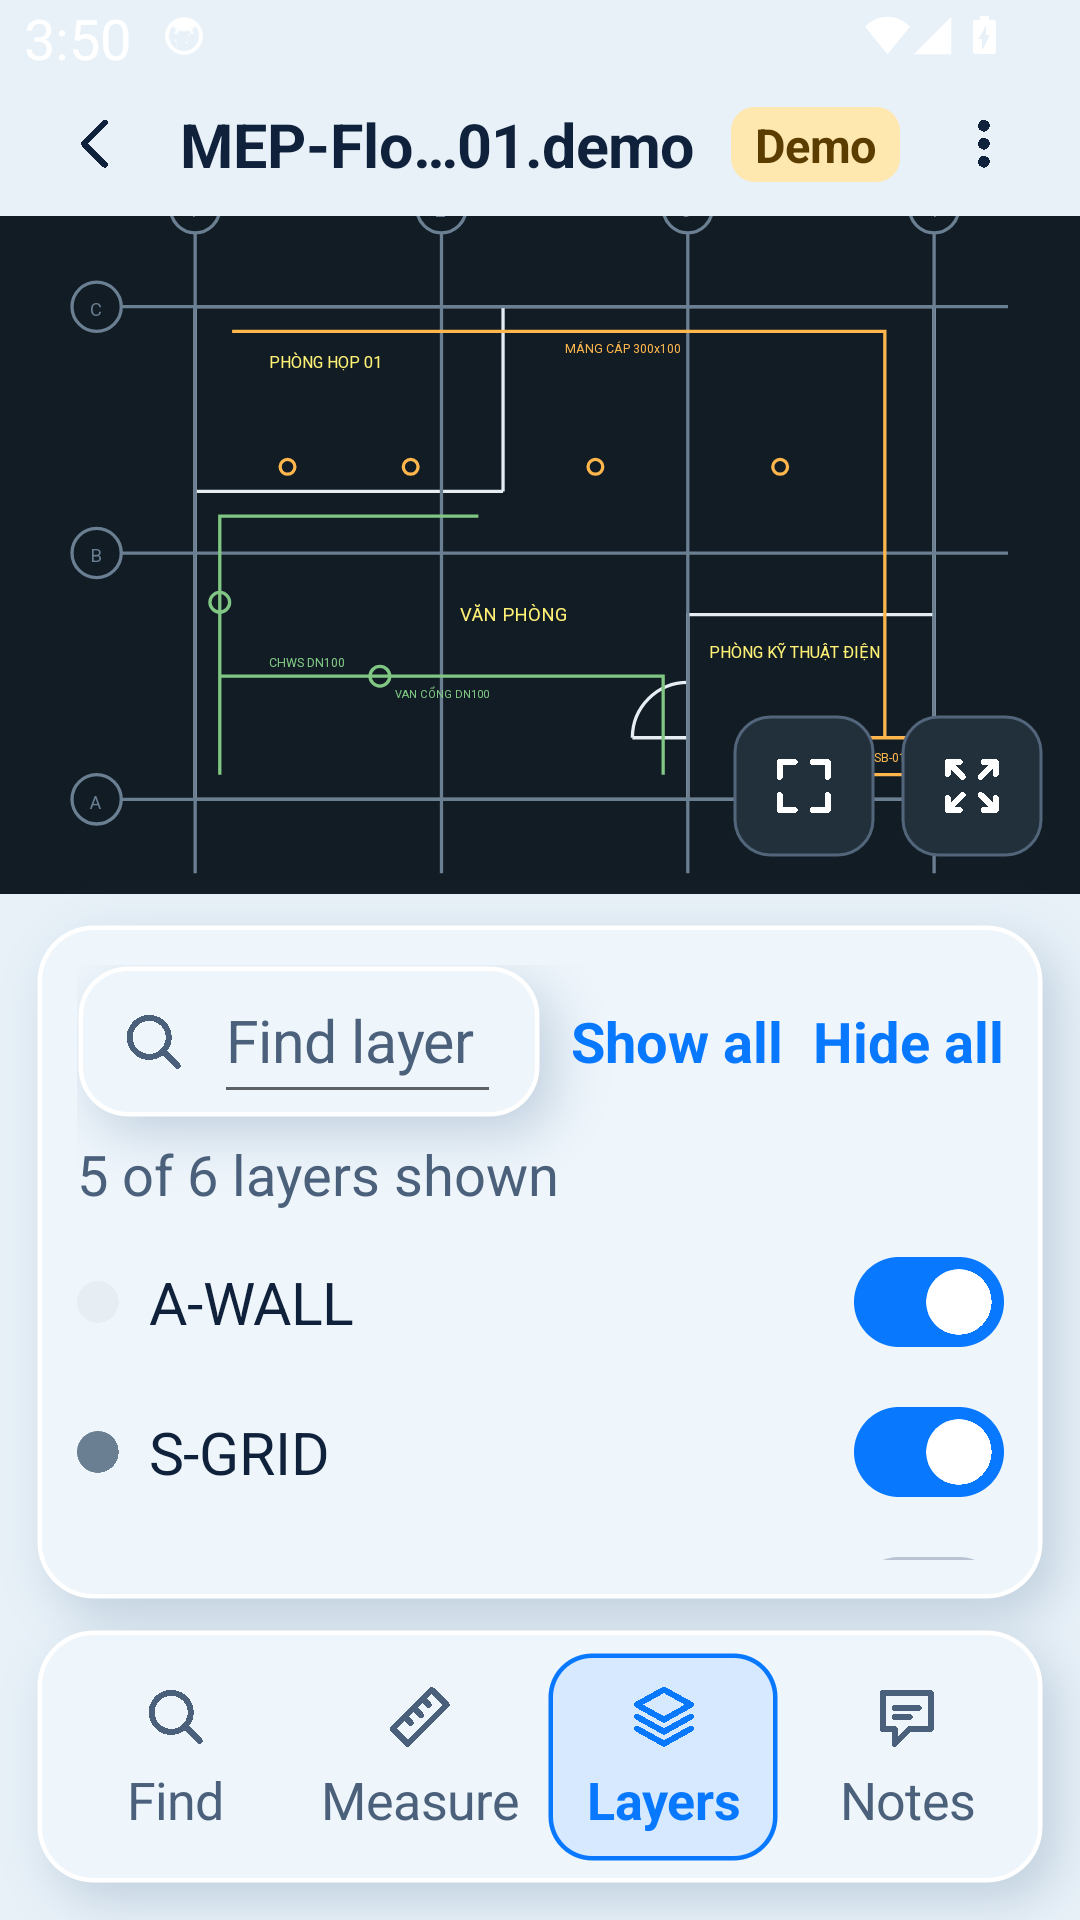 3:50
MEP-Flo...01.demo
Demo
C
PHÒNG HỌP 01
MÁNG CÁP 300x100
B
VĂN PHÒNG
PHÒNG KỸ THUẬT ĐIỆN
CHWS DN100
VAN CỔNG DN100
SB-01
A
Find layer
Show all
Hide all
5 of 6 layers shown
A-WALL
S-GRID
Find
Measure
Layers
Notes